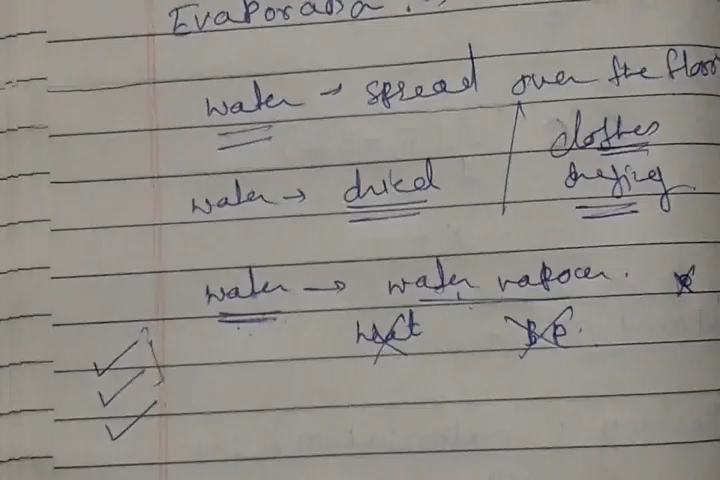 Evaporation
water → spread over the floor
clothes
drying
water → dried
water → water vapour.
heat B.P.